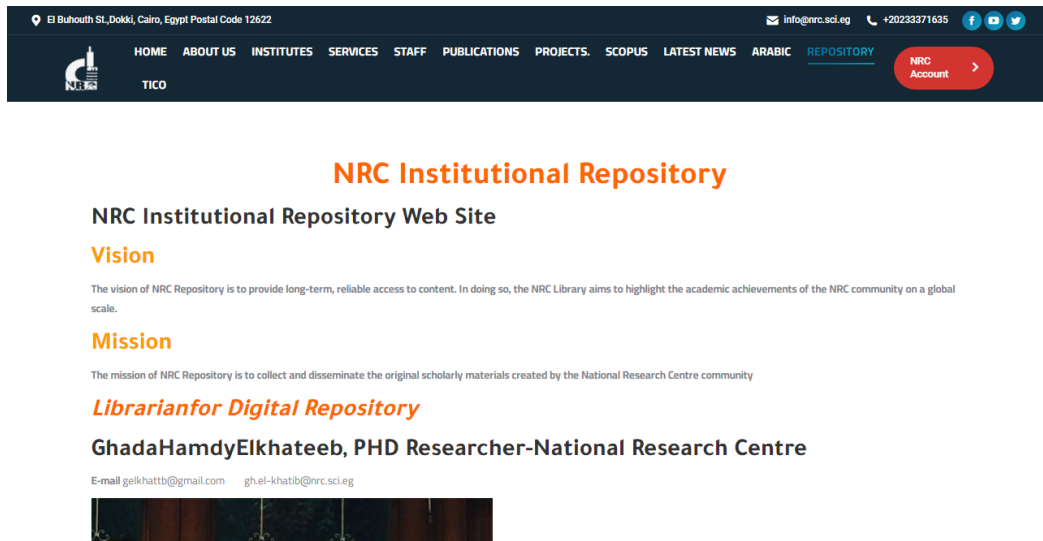 El Buhouth St.,Dokki, Cairo, Egypt Postal Code 12622
info@nrc.sci.eg
+20233371635
HOME ABOUT US INSTITUTES SERVICES STAFF PUBLICATIONS PROJECTS. SCOPUS LATEST NEWS ARABIC REPOSITORY
TICO
NRC
Account
NRC
NRC Institutional Repository
NRC Institutional Repository Web Site
Vision
The vision of NRC Repository is to provide long-term, reliable access to content. In doing so, the NRC Library aims to highlight the academic achievements of the NRC community on a global
scale.
Mission
The mission of NRC Repository is to collect and disseminate the original scholarly materials created by the National Research Centre community
Librarianfor Digital Repository
GhadaHamdyElkhateeb, PHD Researcher-National Research Centre
E-mail gelkhattb@gmail.com gh.el-khatib@nrc.sci.eg